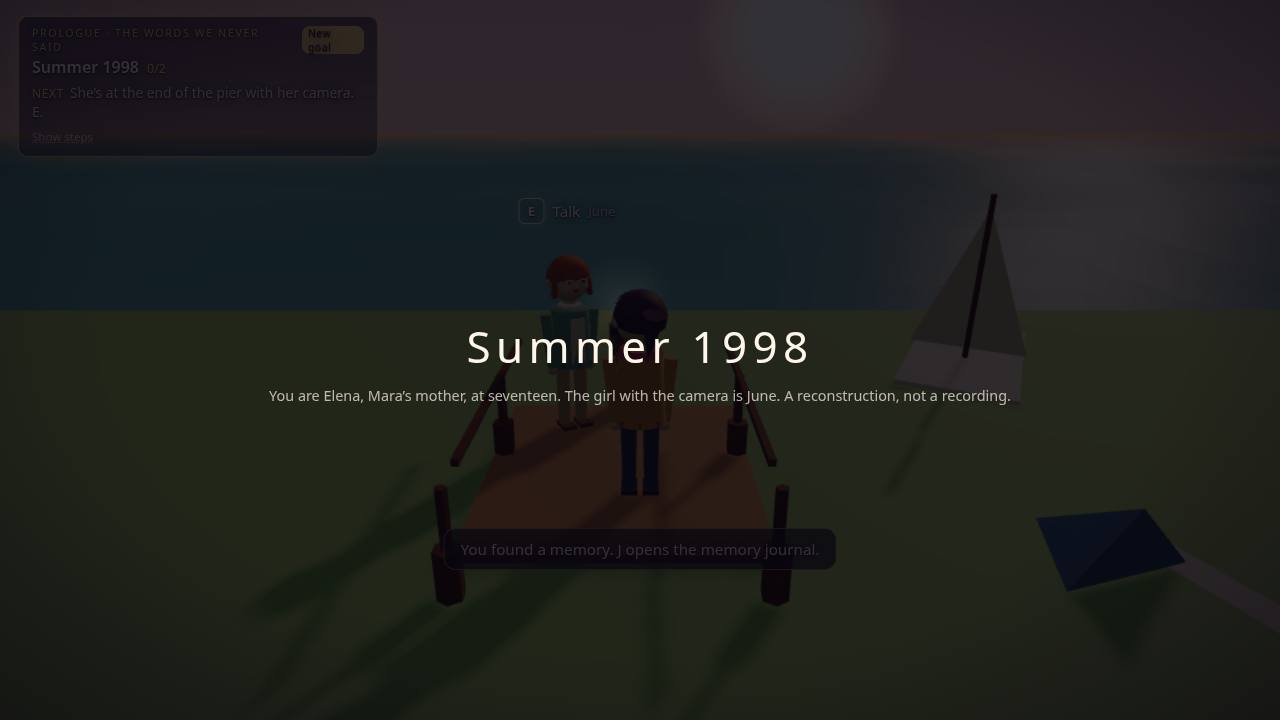 PROLOGUE · THE WORDS WE NEVER
SAID
New
goal
Summer 1998 0/2
NEXT She's at the end of the pier with her camera.
E.
Show steps
E Talk June
Summer 1998
You are Elena, Mara's mother, at seventeen. The girl with the camera is June. A reconstruction, not a recording.
You found a memory. J opens the memory journal.